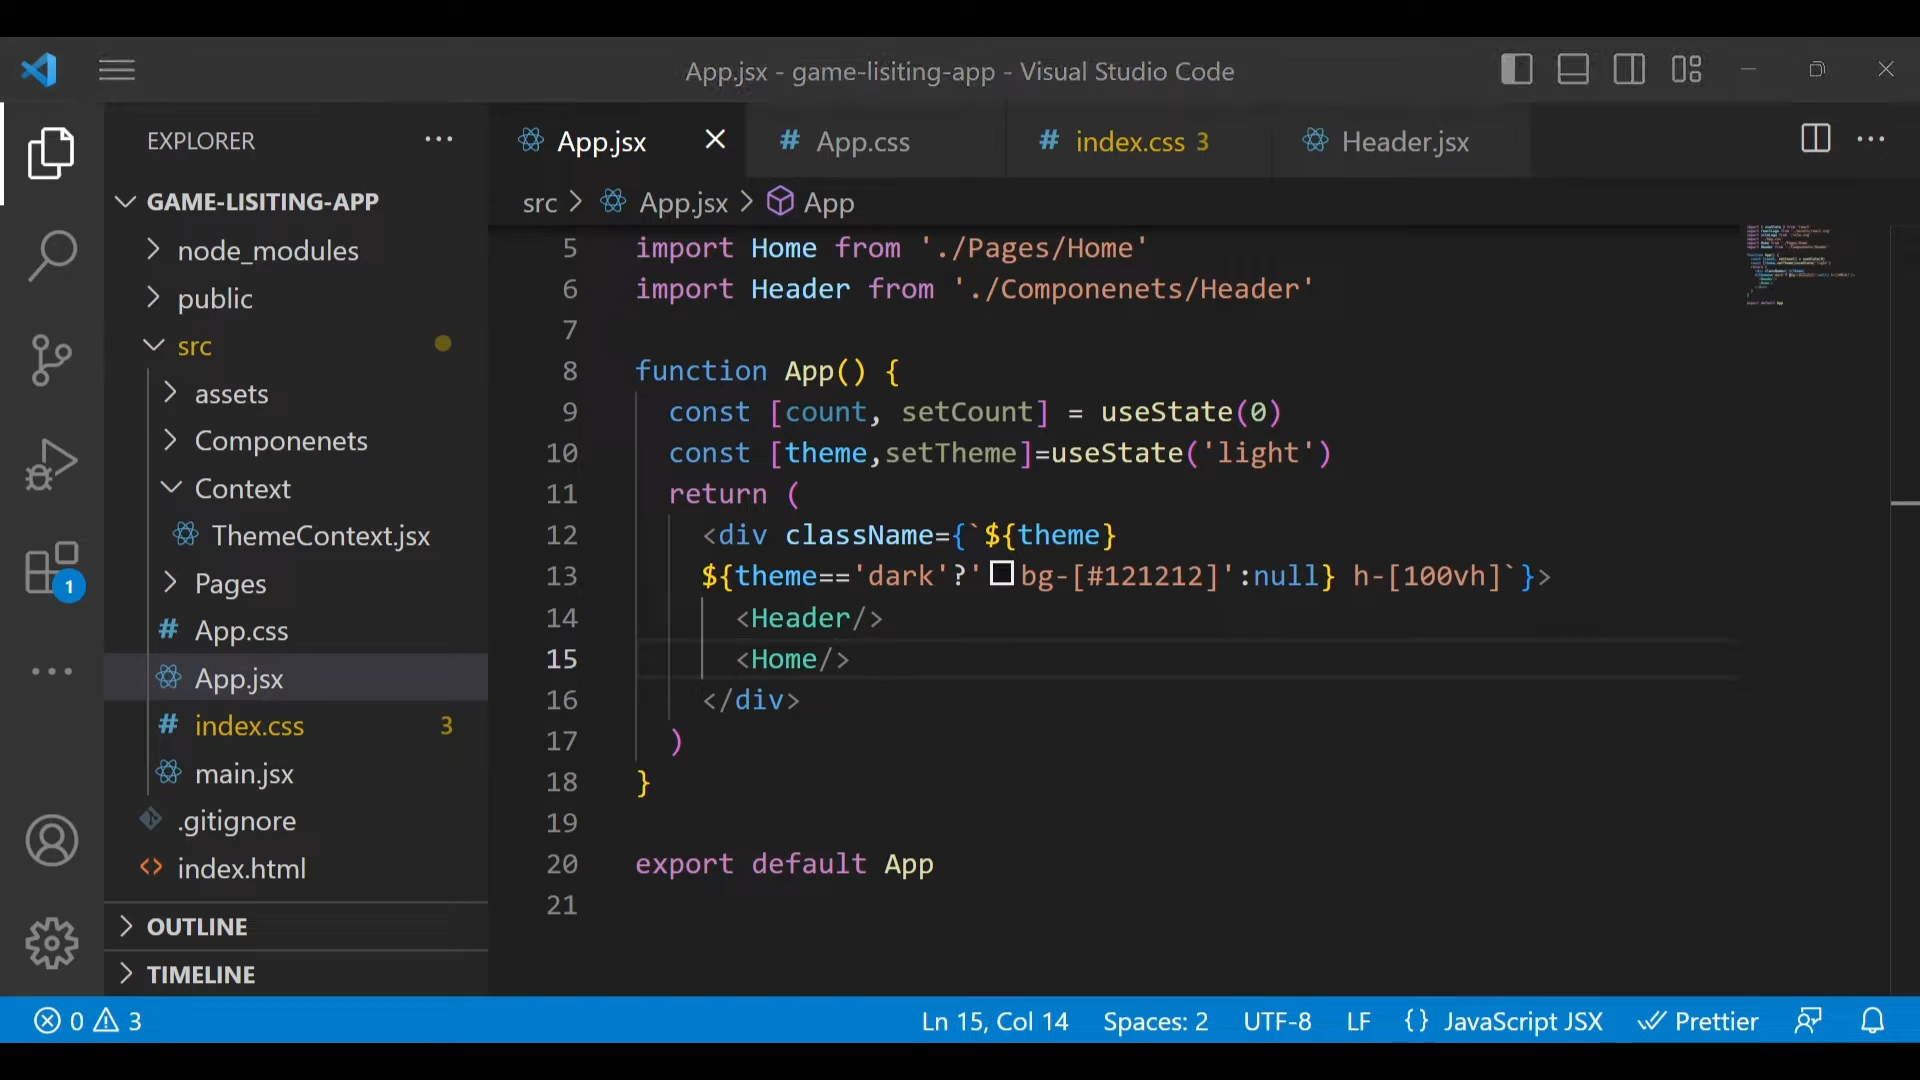 App.jsx - game-lisiting-app - Visual Studio Code
EXPLORER
GAME-LISITING-APP
node_modules
public
src
assets
Componenets
Context
ThemeContext.jsx
Pages
# App.css
App.jsx
# index.css 3
main.jsx
.gitignore
<> index.html
OUTLINE
TIMELINE
1
App.jsx
# App.css
# index.css 3
Header.jsx
src > App.jsx > App
5 import Home from './Pages/Home'
6 import Header from './Componenets/Header'
7
8 function App() {
9 const [count, setCount] = useState(0)
10 const [theme,setTheme]=useState('light')
11 return (
12 <div className={`${theme}
13 ${theme=='dark'?'bg-[#121212]':null} h-[100vh]`}>
14 <Header/>
15 <Home/>
16 </div>
17 )
18 }
19
20 export default App
21
0 3
Ln 15, Col 14
Spaces: 2
UTF-8
LF
{} JavaScript JSX
Prettier